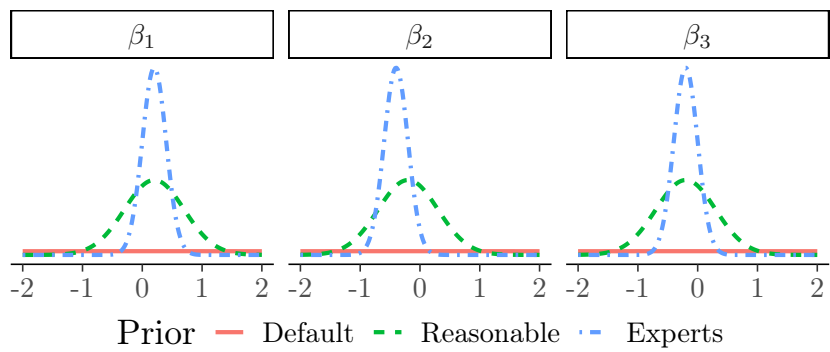 β1 β2 β3
-2 -1 0 1 2 -2 -1 0 1 2 -2 -1 0 1 2
Prior Default Reasonable Experts